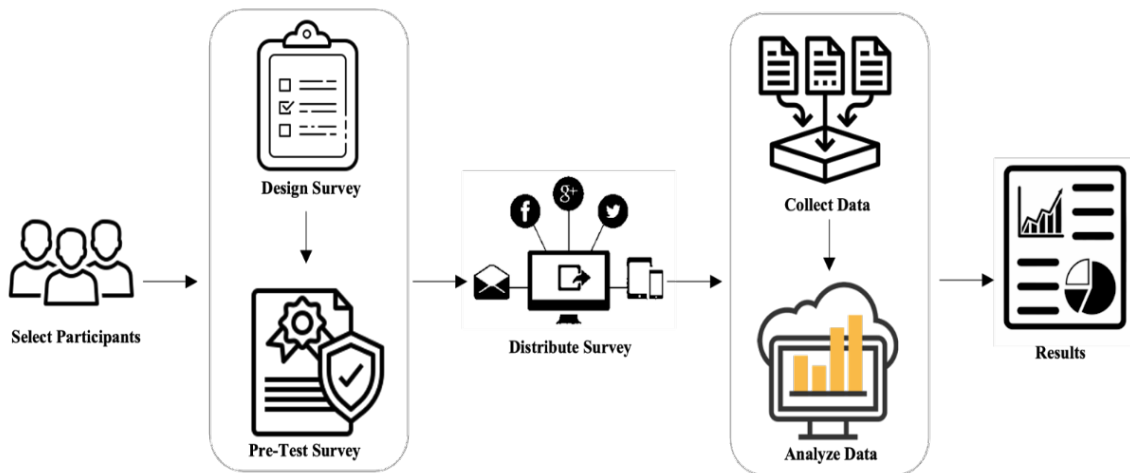 Select Participants
Design Survey
Pre-Test Survey
g+
Distribute Survey
Collect Data
Analyze Data
Results